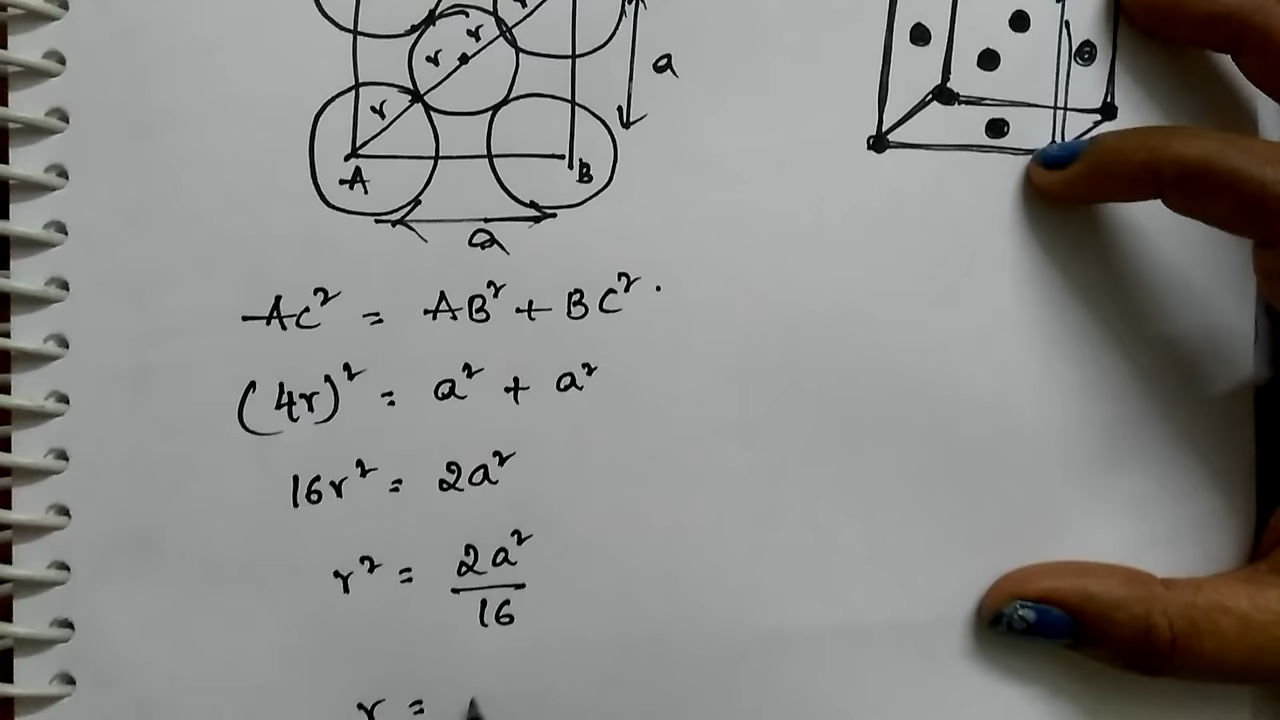 r
r r
a
r
A B
a
AC² = AB² + BC².
(4r)² = a² + a²
16r² = 2a²
r² = 2a²/16
r =